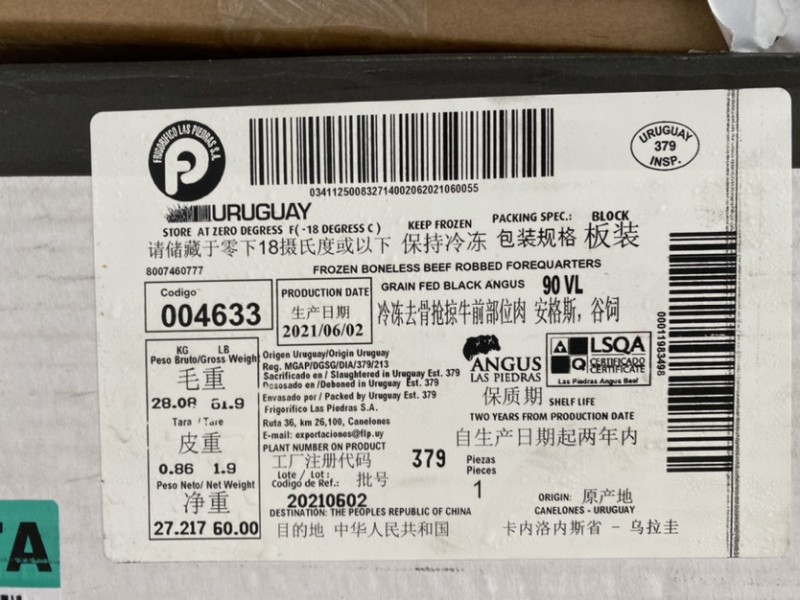 FRIGORIFICO LAS PIEDRAS S.A.
0341125008327140020620210600​55
URUGUAY
379
INSP.
URUGUAY
STORE AT ZERO DEGRESS F(-18 DEGRESS C)
KEEP FROZEN
PACKING SPEC.: BLOCK
请储藏于零下18摄氏度或以下 保持冷冻 包装规格 板装
8007460777
FROZEN BONELESS BEEF ROBBED FOREQUARTERS
GRAIN FED BLACK ANGUS 90 VL
Codigo
004633
PRODUCTION DATE
生产日期
2021/06/02
冷冻去骨抢掠牛前部位肉 安格斯，谷饲
KG LB
Peso Bruto/Gross Weight
毛重
28.08 61.9
Tara /Tare
皮重
0.86 1.9
Peso Neto/Net Weight
净重
27.217 60.00
Origen Uruguay/Origin Uruguay
Reg. MGAP/DGSG/DIA/379/213
Sacrificado en / Slaughtered in Uruguay Est. 379
Desosado en /Deboned in Uruguay Est. 379
Envasado por / Packed by Uruguay Est. 379
Frigorifico Las Piedras S.A.
Ruta 36, km 26,100, Canelones
E-mail: exportaciones@flp.uy
PLANT NUMBER ON PRODUCT
工厂注册代码 379
Lote / Lot:
Codigo de Ref.: 批号
20210602
DESTINATION: THE PEOPLES REPUBLIC OF CHINA
目的地 中华人民共和国
ANGUS
LAS PIEDRAS
LSQA
CERTIFICADO
CERTIFICATE
Las Piedras Angus Beef
保质期 SHELF LIFE
TWO YEARS FROM PRODUCTION DATE
自生产日期起两年内
Piezas
Pieces
1
ORIGIN: 原产地
CANELONES - URUGUAY
卡内洛内斯省 - 乌拉圭
0001198349​8
TA